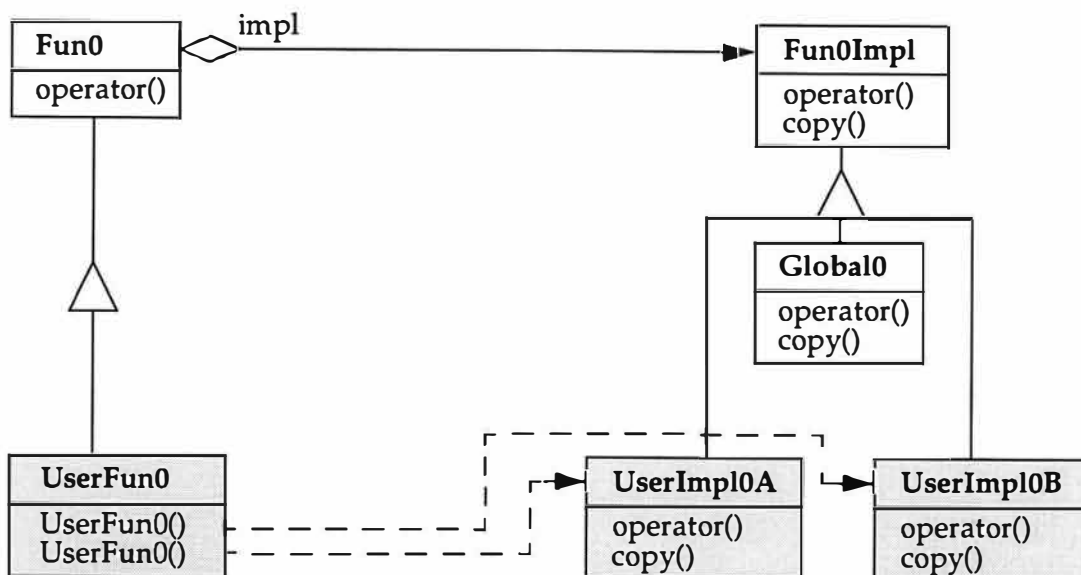 impl
Fun0
operator()
Fun0Impl
operator()
copy()
Global0
operator()
copy()
UserFun0
UserFun0()
UserFun0()
UserImpl0A
operator()
copy()
UserImpl0B
operator()
copy()